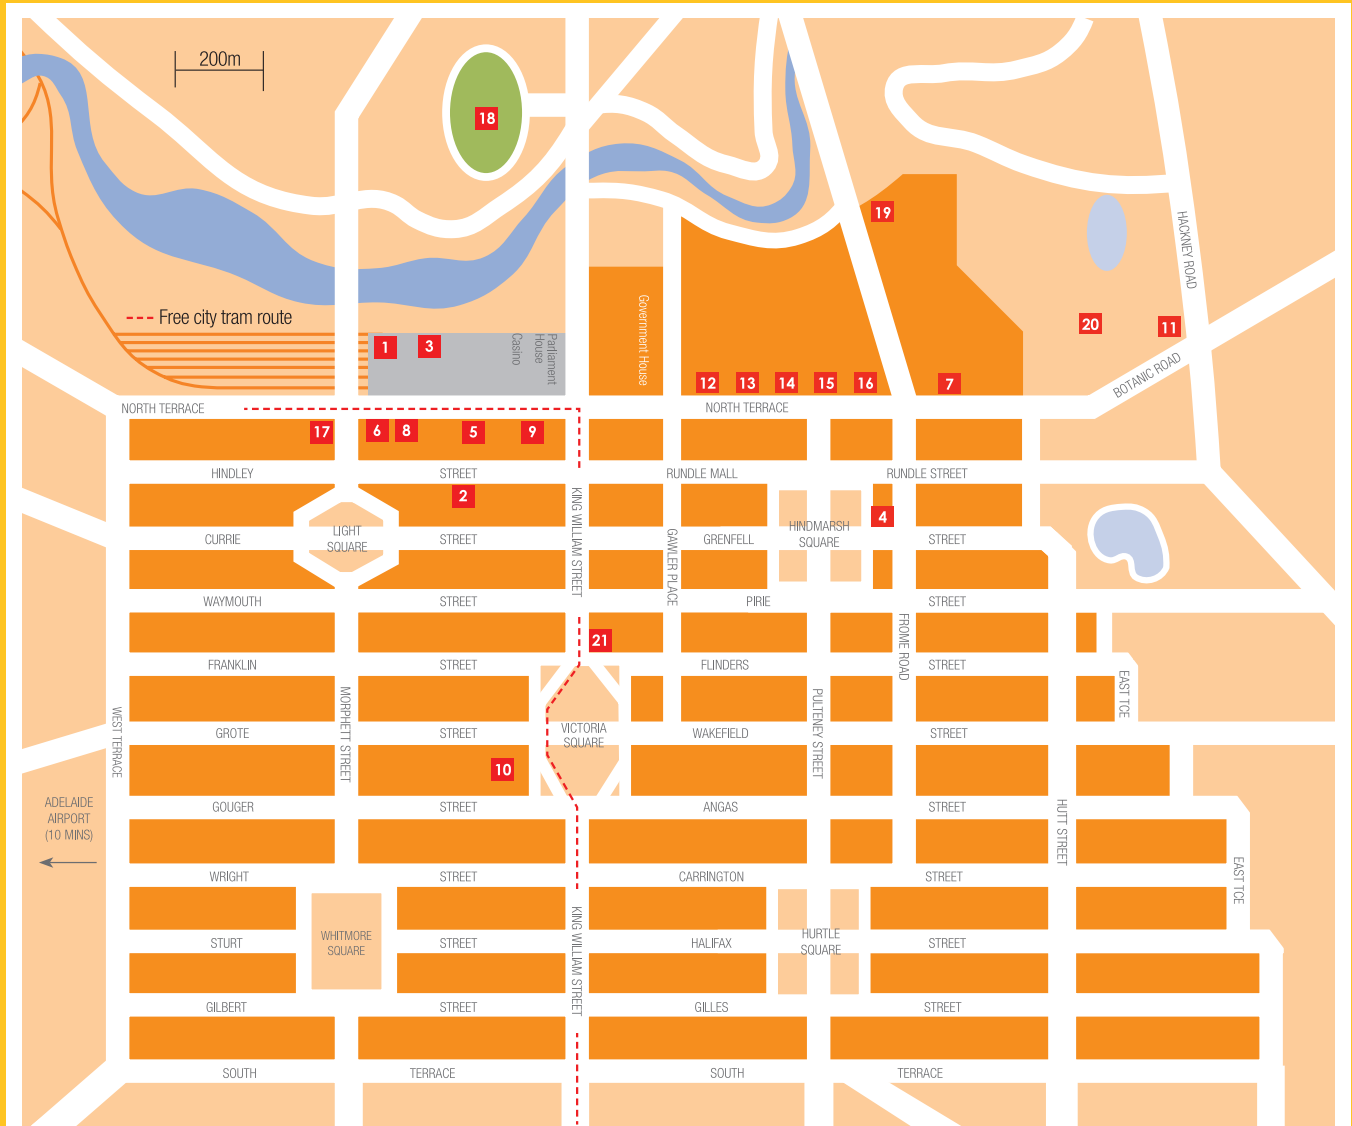 200m
18
19
HACKNEY ROAD
Free city tram route
1
3
Casino
Parliament
House
Government House
20
11
BOTANIC ROAD
12
13
14
15
16
7
NORTH TERRACE
NORTH TERRACE
17
6
8
5
9
HINDLEY
STREET
RUNDLE MALL
RUNDLE STREET
2
KING WILLIAM STREET
4
LIGHT
SQUARE
HINDMARSH
SQUARE
CURRIE
STREET
GAWLER PLACE
GRENFELL
STREET
WAYMOUTH
STREET
PIRIE
STREET
21
FROME ROAD
FRANKLIN
STREET
FLINDERS
STREET
EAST TCE
WEST TERRACE
MORPHETT STREET
PULTENEY STREET
VICTORIA
SQUARE
GROTE
STREET
WAKEFIELD
STREET
10
ADELAIDE
AIRPORT
(10 MINS)
GOUGER
STREET
ANGAS
STREET
HUTT STREET
EAST TCE
WRIGHT
STREET
CARRINGTON
STREET
KING WILLIAM STREET
WHITMORE
SQUARE
HURTLE
SQUARE
STURT
STREET
HALIFAX
STREET
GILBERT
STREET
GILLES
STREET
SOUTH
TERRACE
SOUTH
TERRACE